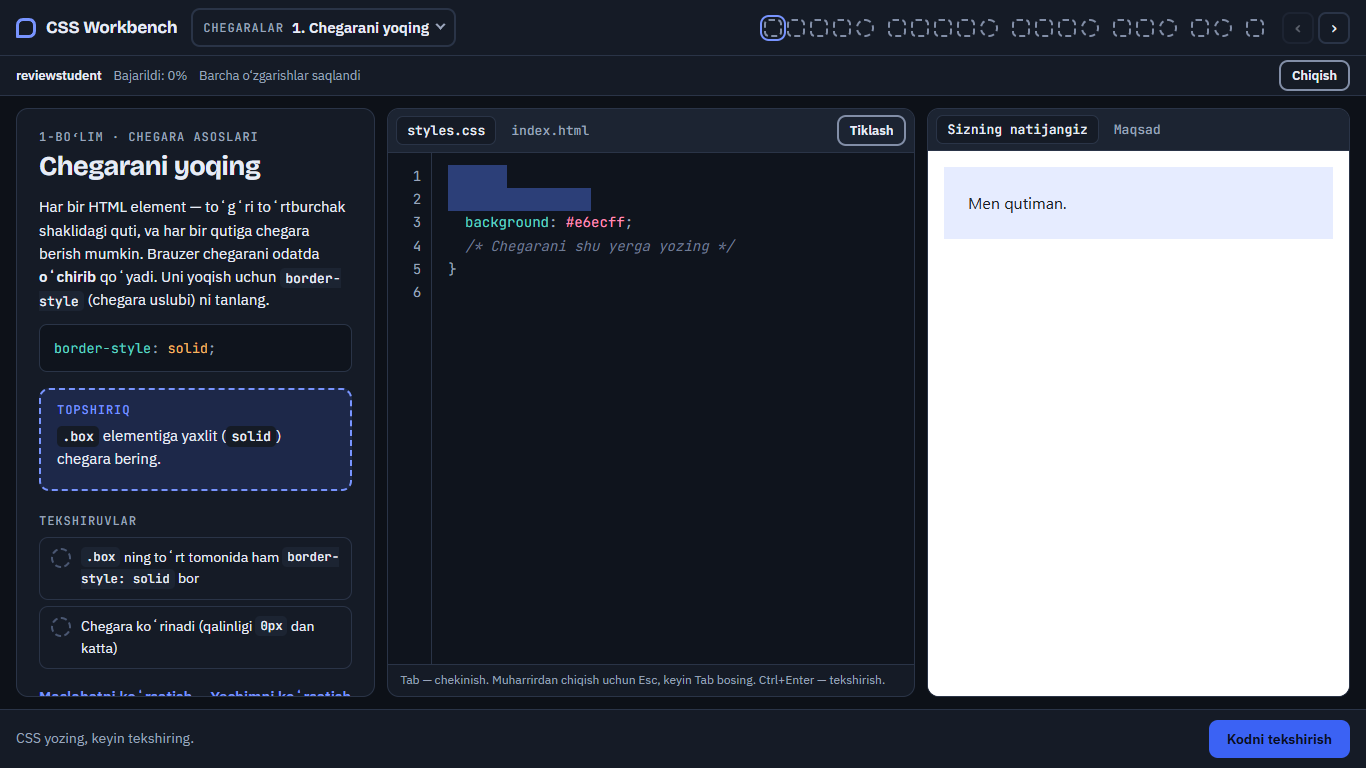 CSS Workbench
CHEGARALAR 1. Chegarani yoqing
reviewstudent Bajarildi: 0% Barcha oʻzgarishlar saqlandi
Chiqish
1-BOʻLIM · CHEGARA ASOSLARI
Chegarani yoqing
Har bir HTML element — toʻgʻri toʻrtburchak
shaklidagi quti, va har bir qutiga chegara
berish mumkin. Brauzer chegarani odatda
oʻchirib qoʻyadi. Uni yoqish uchun border-
style (chegara uslubi) ni tanlang.
border-style: solid;
TOPSHIRIQ
.box elementiga yaxlit (solid)
chegara bering.
TEKSHIRUVLAR
.box ning toʻrt tomonida ham border-
style: solid bor
Chegara koʻrinadi (qalinligi 0px dan
katta)
Maslahatni koʻrsatish Yechimni koʻrsatish
styles.css index.html
Tiklash
1
2
3 background: #e6ecff;
4 /* Chegarani shu yerga yozing */
5 }
6
Tab — chekinish. Muharrirdan chiqish uchun Esc, keyin Tab bosing. Ctrl+Enter — tekshirish.
Sizning natijangiz Maqsad
Men qutiman.
CSS yozing, keyin tekshiring.
Kodni tekshirish